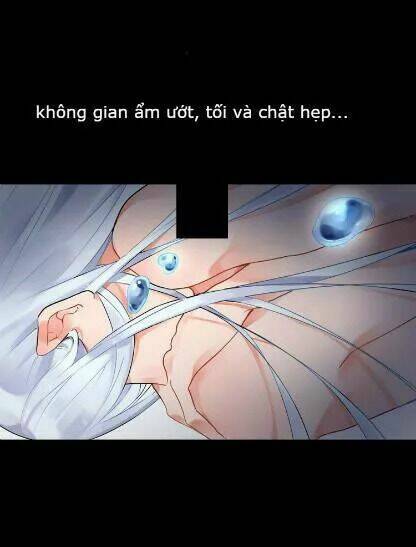 không gian ẩm ướt, tối và chật hẹp...